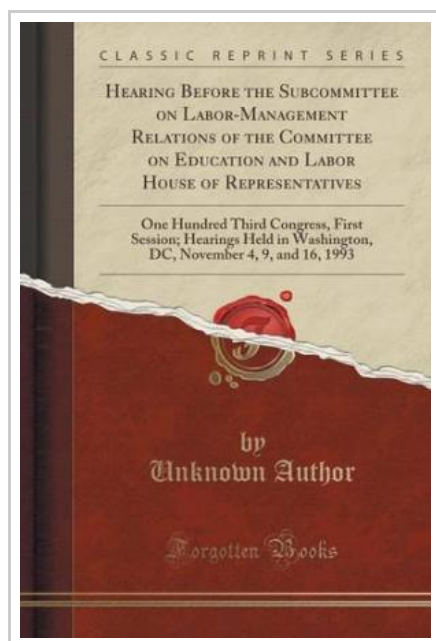 CLASSIC REPRINT SERIES
HEARING BEFORE THE SUBCOMMITTEE
ON LABOR-MANAGEMENT
RELATIONS OF THE COMMITTEE
ON EDUCATION AND LABOR
HOUSE OF REPRESENTATIVES
One Hundred Third Congress, First
Session; Hearings Held in Washington,
DC, November 4, 9, and 16, 1993
by
Unknown Author
Forgotten Books